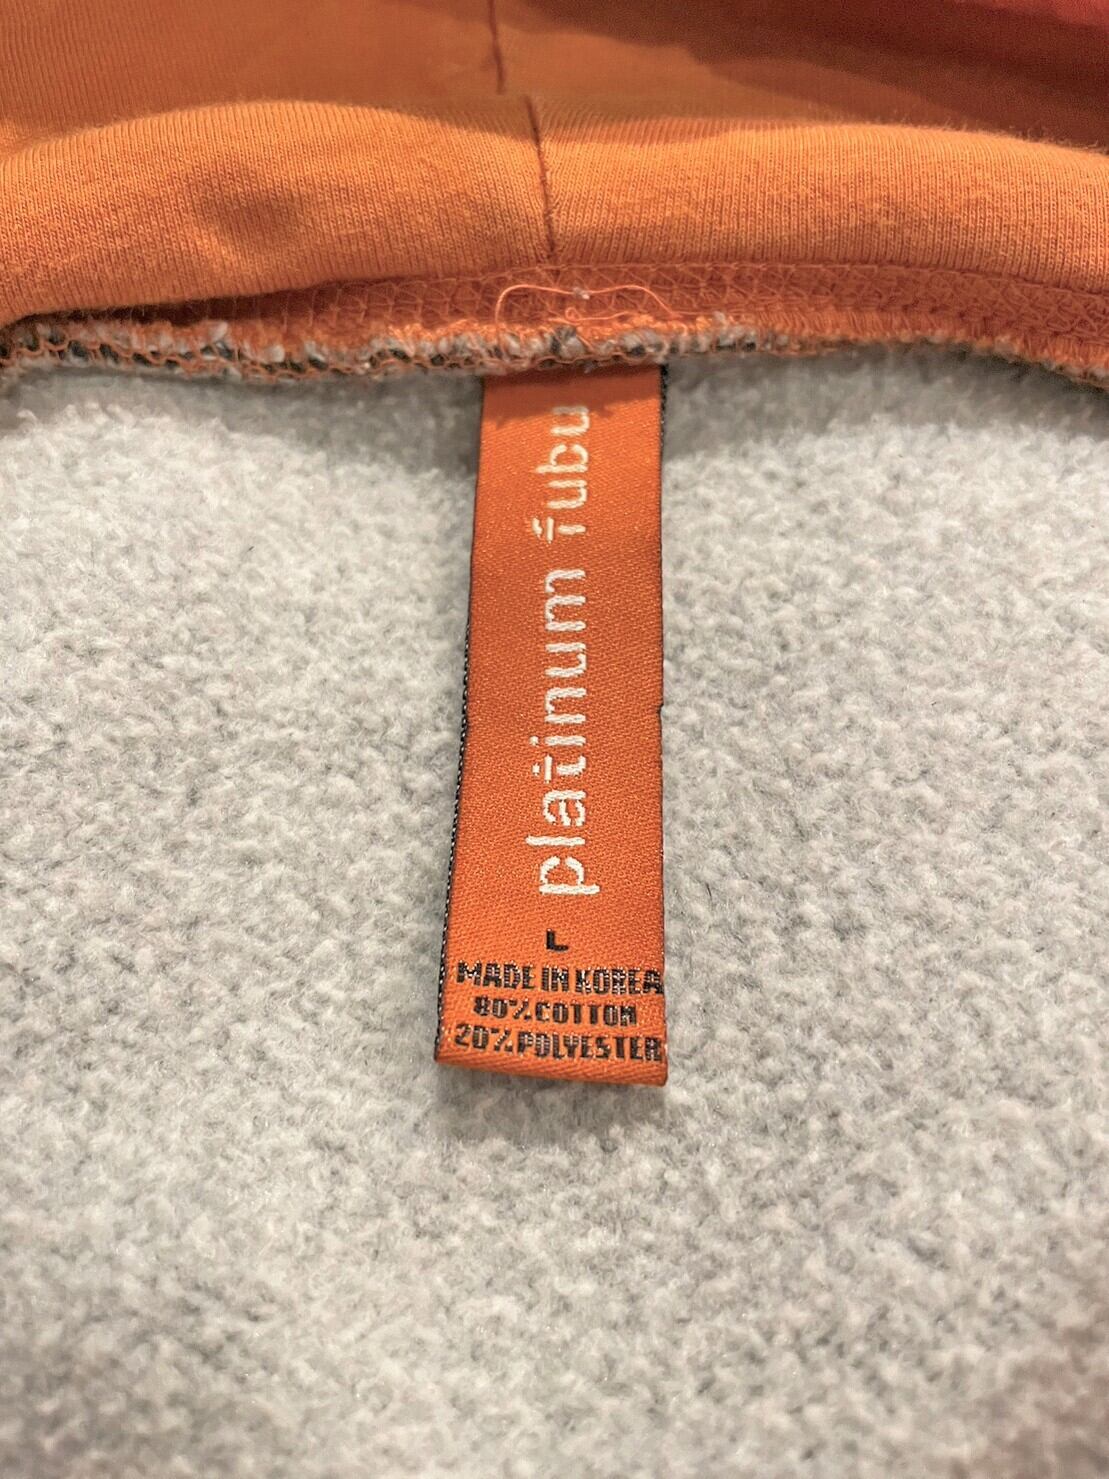 platinum fubu
L
MADE IN KOREA
80%COTTON
20%POLYESTER